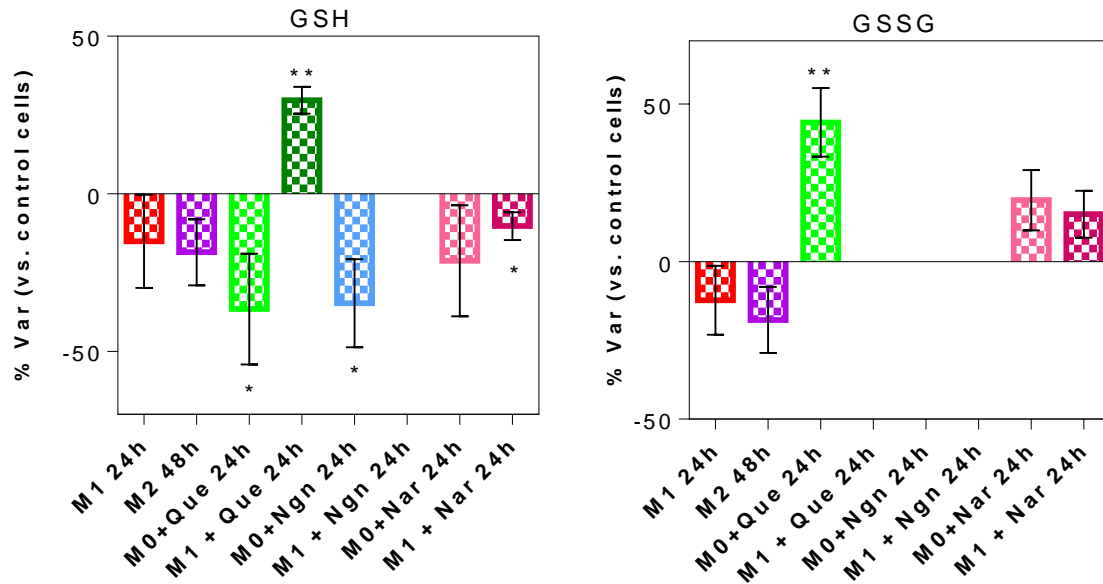 GSH
% Var (vs. control cells)
50
0
-50
**
*
*
*
M1 24h
M2 48h
M0+Que 24h
M1 + Que 24h
M0+Ngn 24h
M1 + Ngn 24h
M0+Nar 24h
M1 + Nar 24h
GSSG
% Var (vs. control cells)
50
0
-50
**
M1 24h
M2 48h
M0+Que 24h
M1 + Que 24h
M0+Ngn 24h
M1 + Ngn 24h
M0+Nar 24h
M1 + Nar 24h